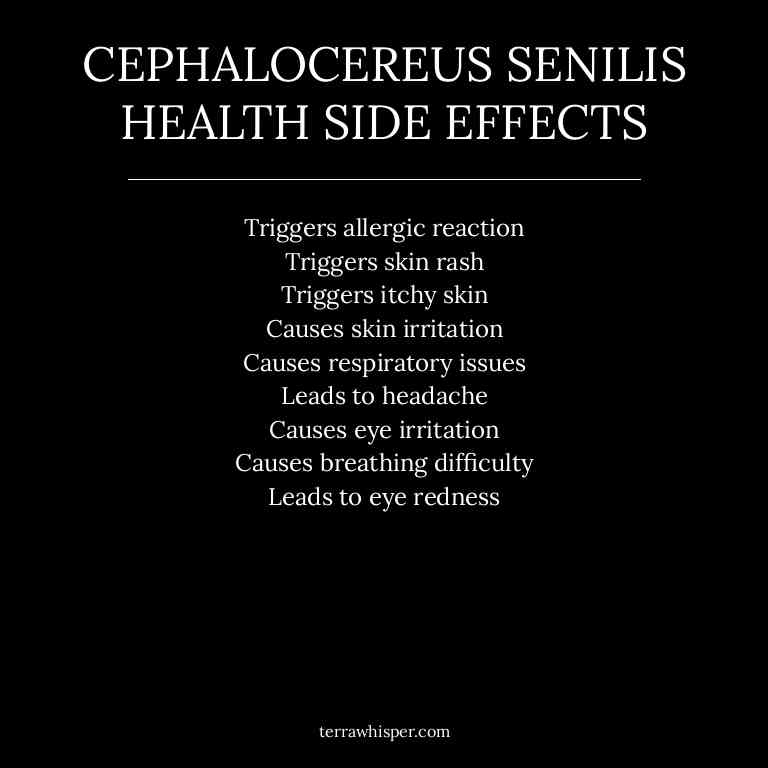 CEPHALOCEREUS SENILIS
HEALTH SIDE EFFECTS
Triggers allergic reaction
Triggers skin rash
Triggers itchy skin
Causes skin irritation
Causes respiratory issues
Leads to headache
Causes eye irritation
Causes breathing difficulty
Leads to eye redness
terrawhisper.com